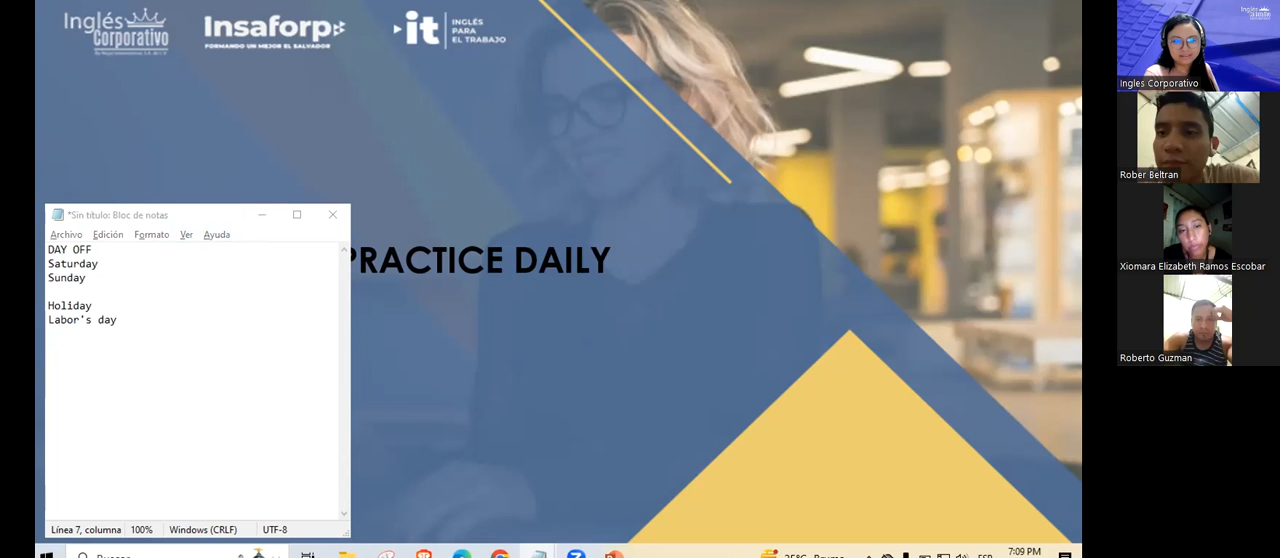 Inglés
Corporativo
Insaforp
FORMANDO UN MEJOR EL SALVADOR
it
INGLÉS
PARA
EL TRABAJO
PRACTICE DAILY
*Sin título: Bloc de notas
Archivo Edición Formato Ver Ayuda
DAY OFF
Saturday
Sunday
Holiday
Labor's day
Línea 7, columna 100% Windows (CRLF) UTF-8
Ingles Corporativo
Rober Beltran
Xiomara Elizabeth Ramos Escobar
Roberto Guzman
7:09 PM